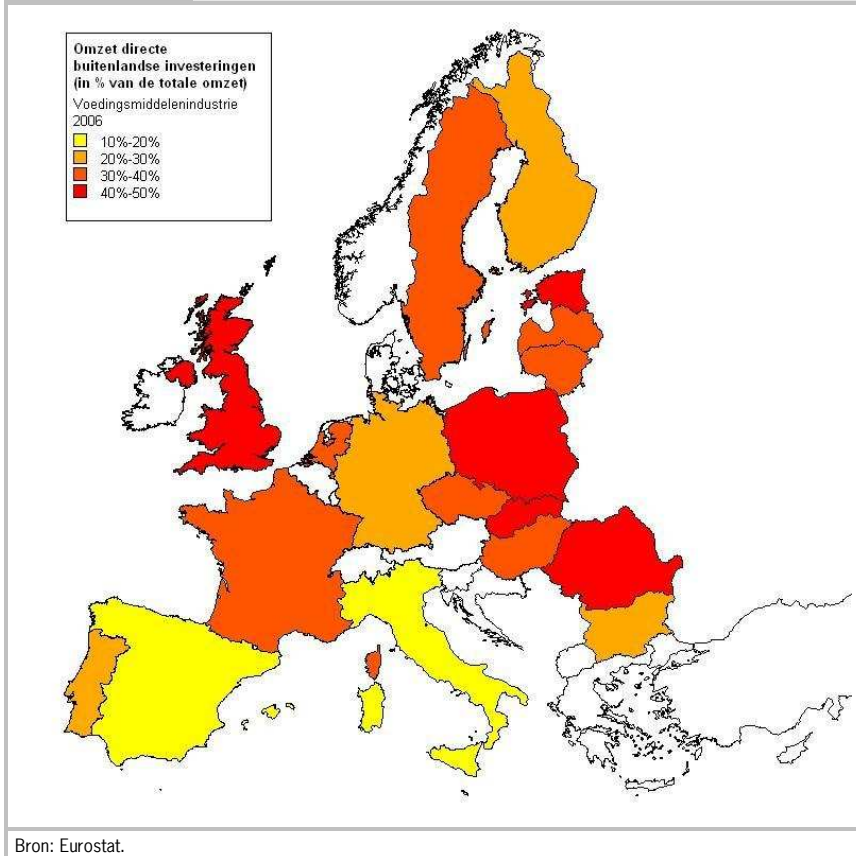 Omzet directe
buitenlandse investeringen
(in % van de totale omzet)
Voedingsmiddelenindustrie
2006
10%-20%
20%-30%
30%-40%
40%-50%
Bron: Eurostat.